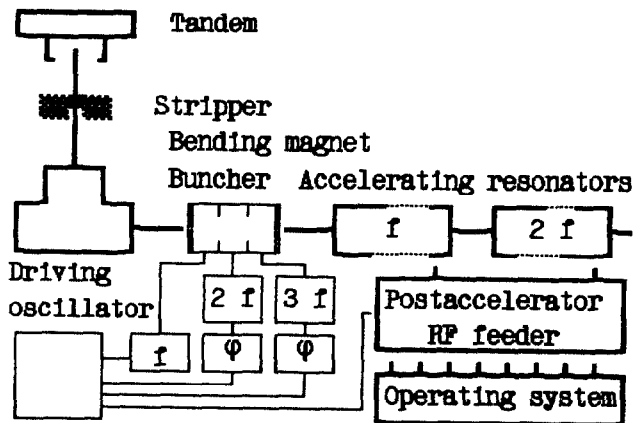 Tandem
Stripper
Bending magnet
Buncher Accelerating resonators
f
2 f
Driving
oscillator
2 f
3 f
Postaccelerator
RF feeder
f
φ
φ
Operating system